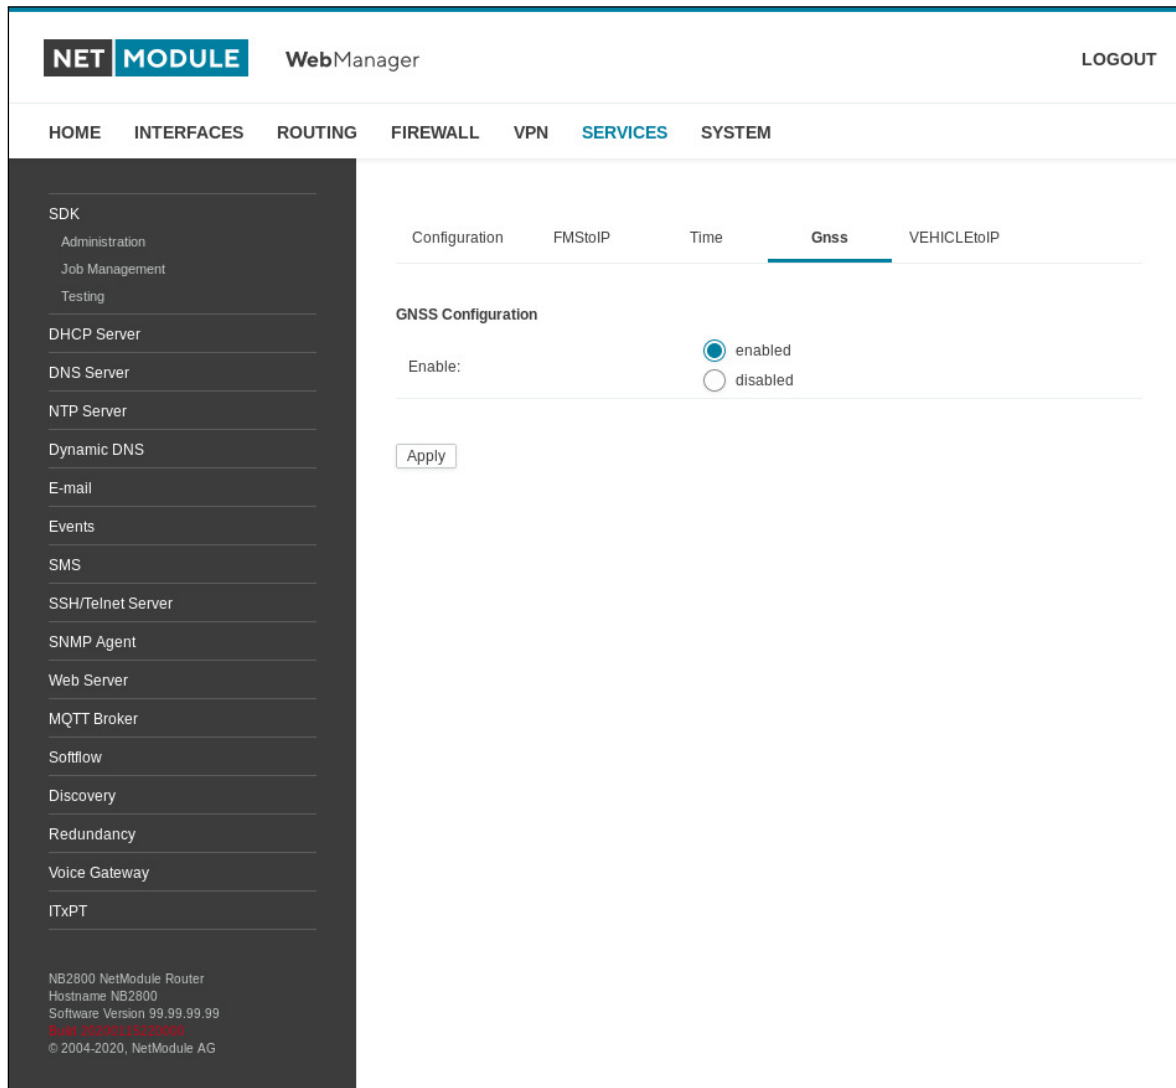 NET MODULE WebManager LOGOUT
HOME INTERFACES ROUTING FIREWALL VPN SERVICES SYSTEM
SDK
Administration
Job Management
Testing
DHCP Server
DNS Server
NTP Server
Dynamic DNS
E-mail
Events
SMS
SSH/Telnet Server
SNMP Agent
Web Server
MQTT Broker
Softflow
Discovery
Redundancy
Voice Gateway
ITxPT
NB2800 NetModule Router
Hostname NB2800
Software Version 99.99.99.99
Build
© 2004-2020, NetModule AG
Configuration FMStoIP Time Gnss VEHICLEtoIP
GNSS Configuration
Enable:
enabled
disabled
Apply